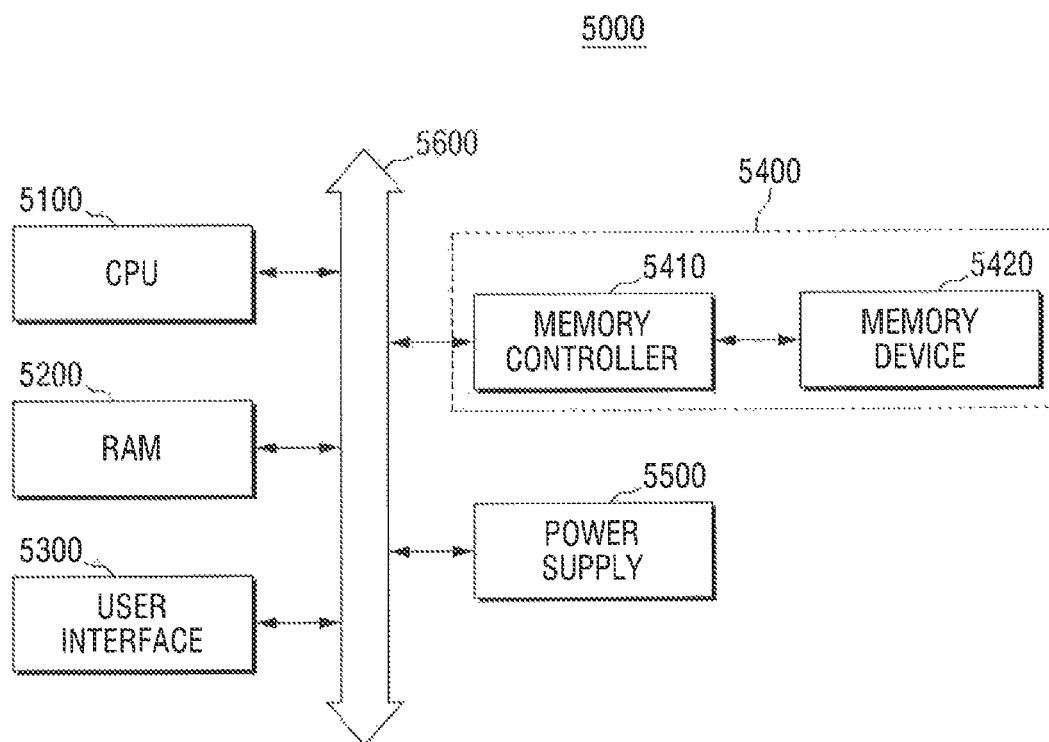 5000
5600
5100
CPU
5200
RAM
5300
USER
INTERFACE
5400
5410
MEMORY
CONTROLLER
5420
MEMORY
DEVICE
5500
POWER
SUPPLY